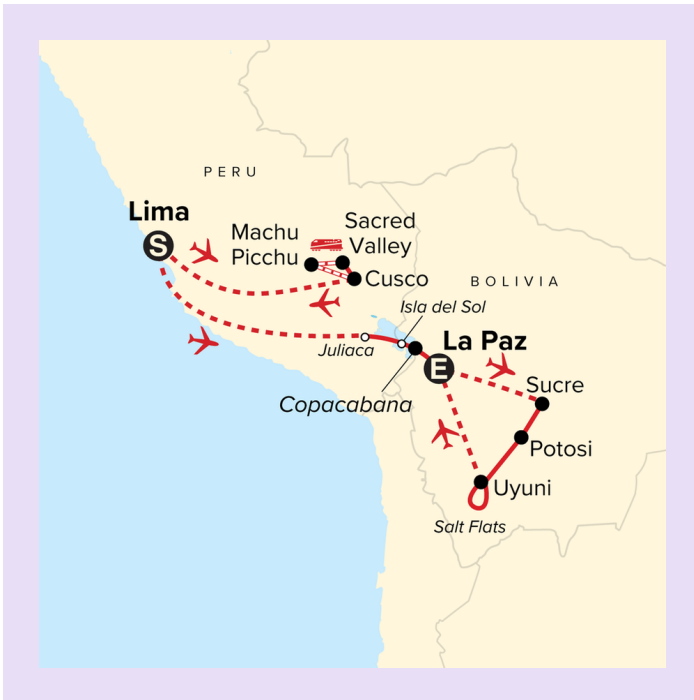 PERU
Lima
S
Machu
Picchu
Sacred
Valley
Cusco
BOLIVIA
Isla del Sol
Juliaca
La Paz
E
Copacabana
Sucre
Potosi
Uyuni
Salt Flats